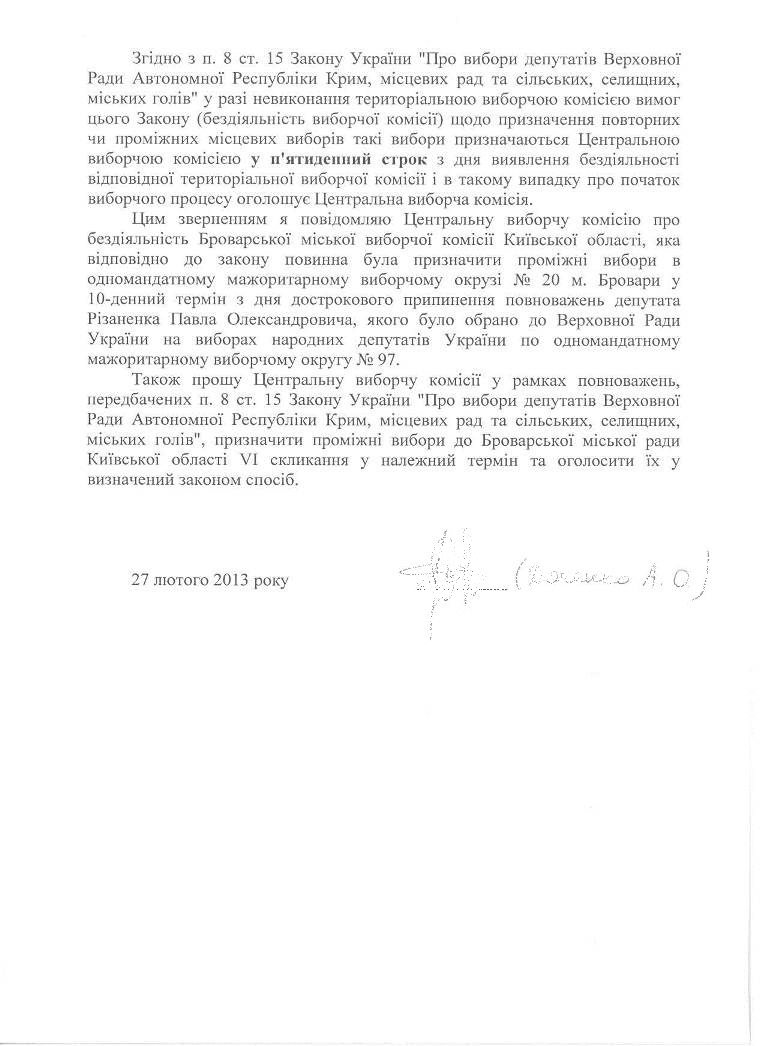 Згідно з п. 8 ст. 15 Закону України "Про вибори депутатів Верховної
Ради Автономної Республіки Крим, місцевих рад та сільських, селищних,
міських голів" у разі невиконання територіальною виборчою комісією вимог
цього Закону (бездіяльність виборчої комісії) щодо призначення повторних
чи проміжних місцевих виборів такі вибори призначаються Центральною
виборчою комісією у п'ятиденний строк з дня виявлення бездіяльності
відповідної територіальної виборчої комісії і в такому випадку про початок
виборчого процесу оголошує Центральна виборча комісія.
Цим зверненням я повідомляю Центральну виборчу комісію про
бездіяльність Броварської міської виборчої комісії Київської області, яка
відповідно до закону повинна була призначити проміжні вибори в
одномандатному мажоритарному виборчому окрузі № 20 м. Бровари у
10-денний термін з дня дострокового припинення повноважень депутата
Різаненка Павла Олександровича, якого було обрано до Верховної Ради
України на виборах народних депутатів України по одномандатному
мажоритарному виборчому округу № 97.
Також прошу Центральну виборчу комісії у рамках повноважень,
передбачених п. 8 ст. 15 Закону України "Про вибори депутатів Верховної
Ради Автономної Республіки Крим, місцевих рад та сільських, селищних,
міських голів", призначити проміжні вибори до Броварської міської ради
Київської області VI скликання у належний термін та оголосити їх у
визначений законом спосіб.
27 лютого 2013 року
А. О)